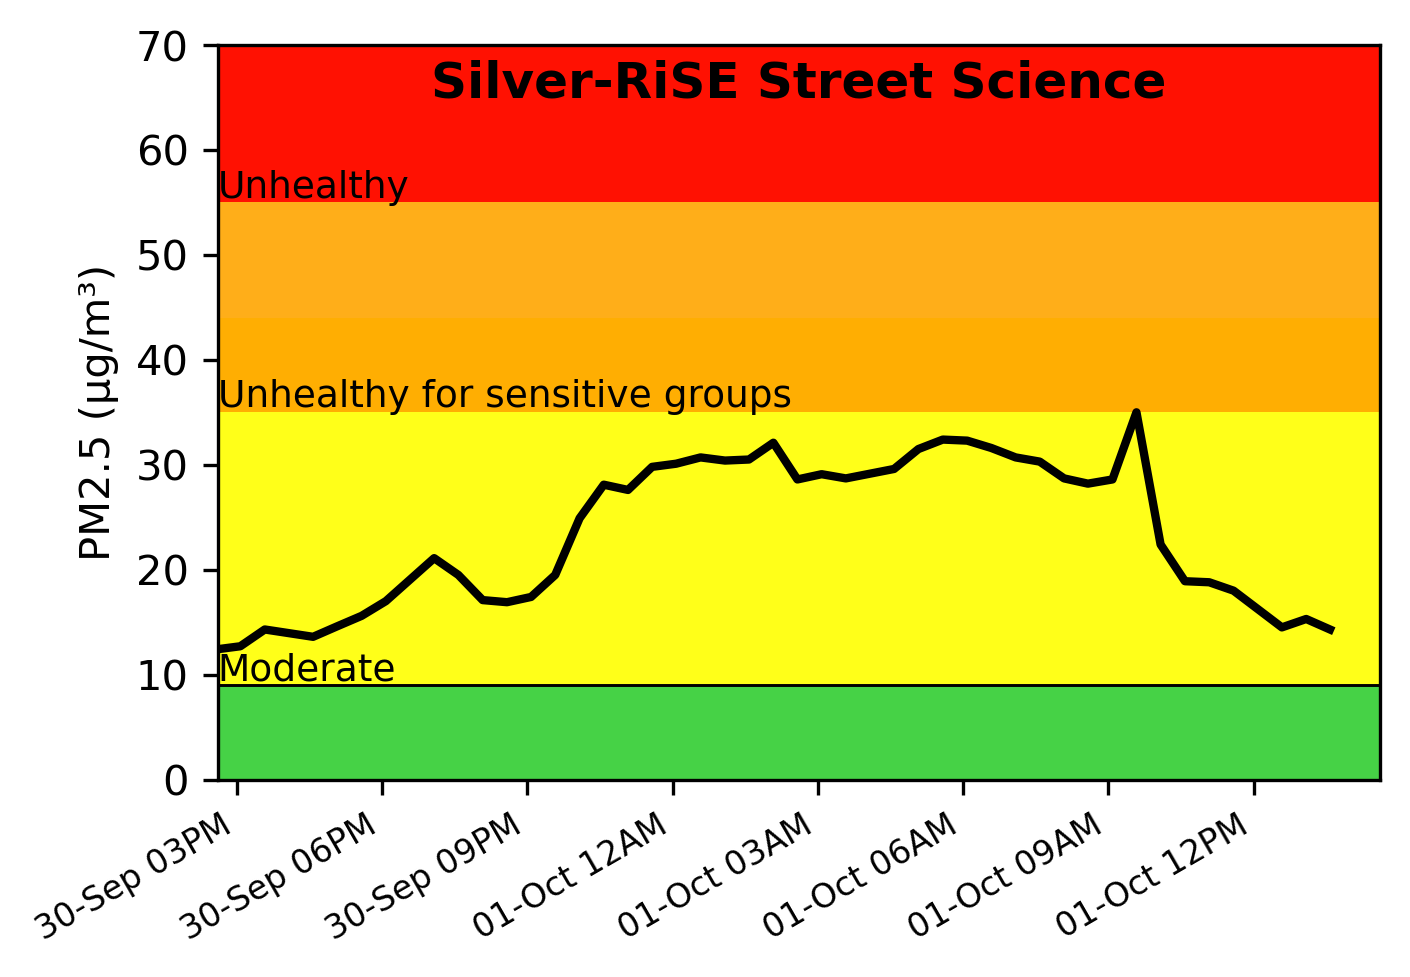 Silver-RiSE Street Science
70
60
Unhealthy
50
40
Unhealthy for sensitive groups
30
20
10
Moderate
0
PM2.5 (µg/m³)
30-Sep 03PM
30-Sep 06PM
30-Sep 09PM
01-Oct 12AM
01-Oct 03AM
01-Oct 06AM
01-Oct 09AM
01-Oct 12PM